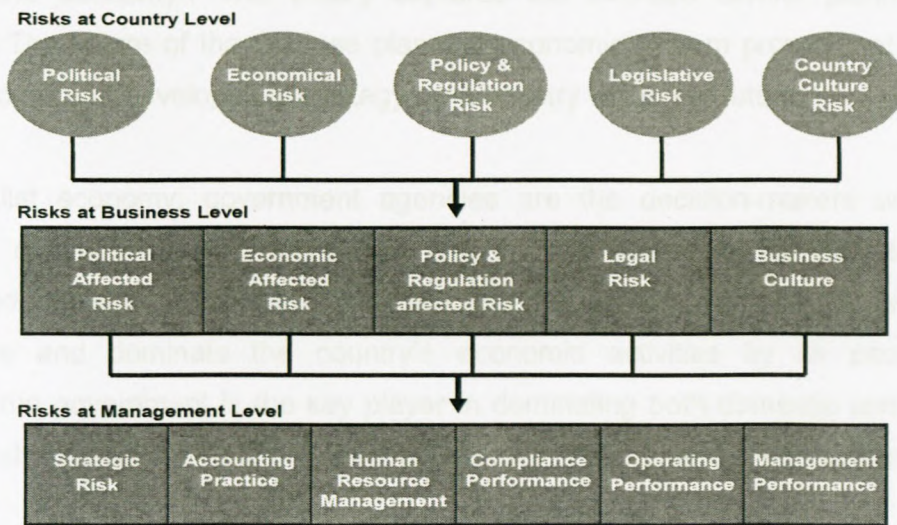 Risks at Country Level
Political
Risk
Economical
Risk
Policy &
Regulation
Risk
Legislative
Risk
Country
Culture
Risk
Risks at Business Level
Political
Affected
Risk
Economic
Affected
Risk
Policy &
Regulation
affected Risk
Legal
Risk
Business
Culture
Risks at Management Level
Strategic
Risk
Accounting
Practice
Human
Resource
Management
Compliance
Performance
Operating
Performance
Management
Performance